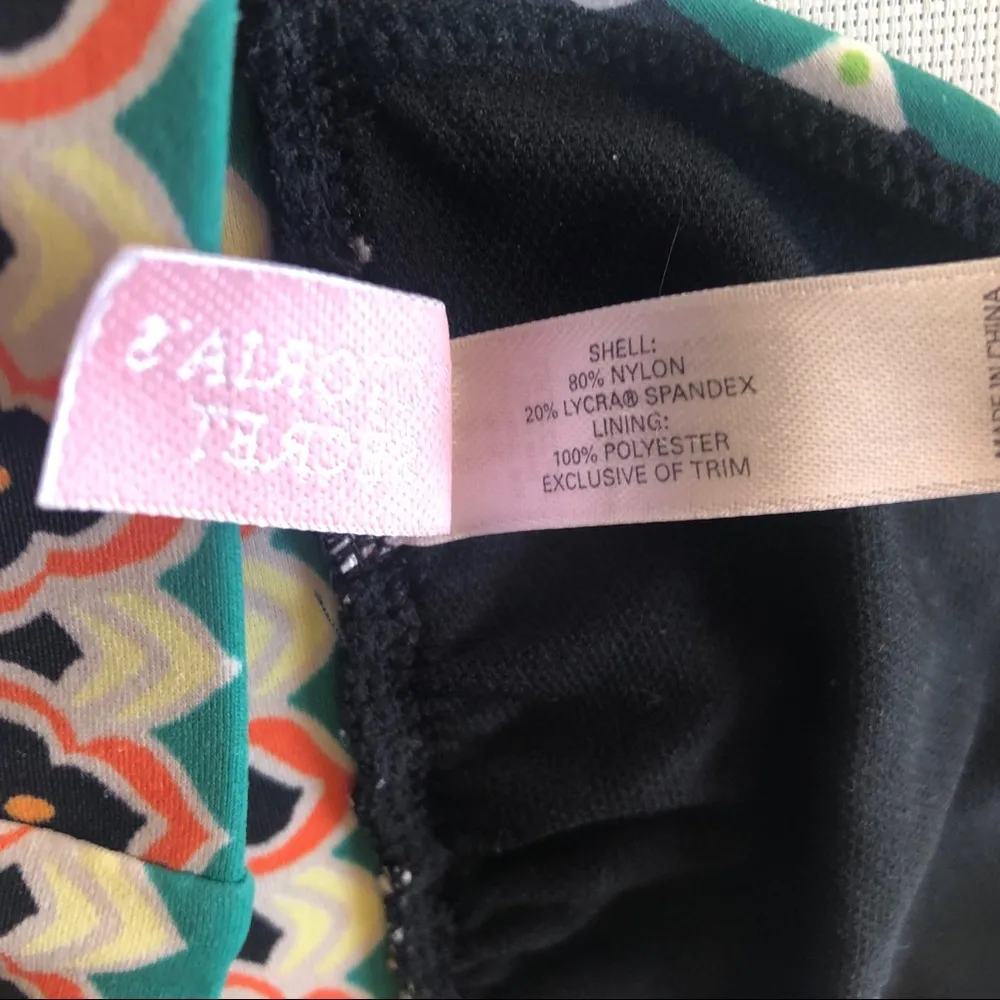 SHELL:
80% NYLON
20% LYCRA® SPANDEX
LINING:
100% POLYESTER
EXCLUSIVE OF TRIM
MADE IN CHINA